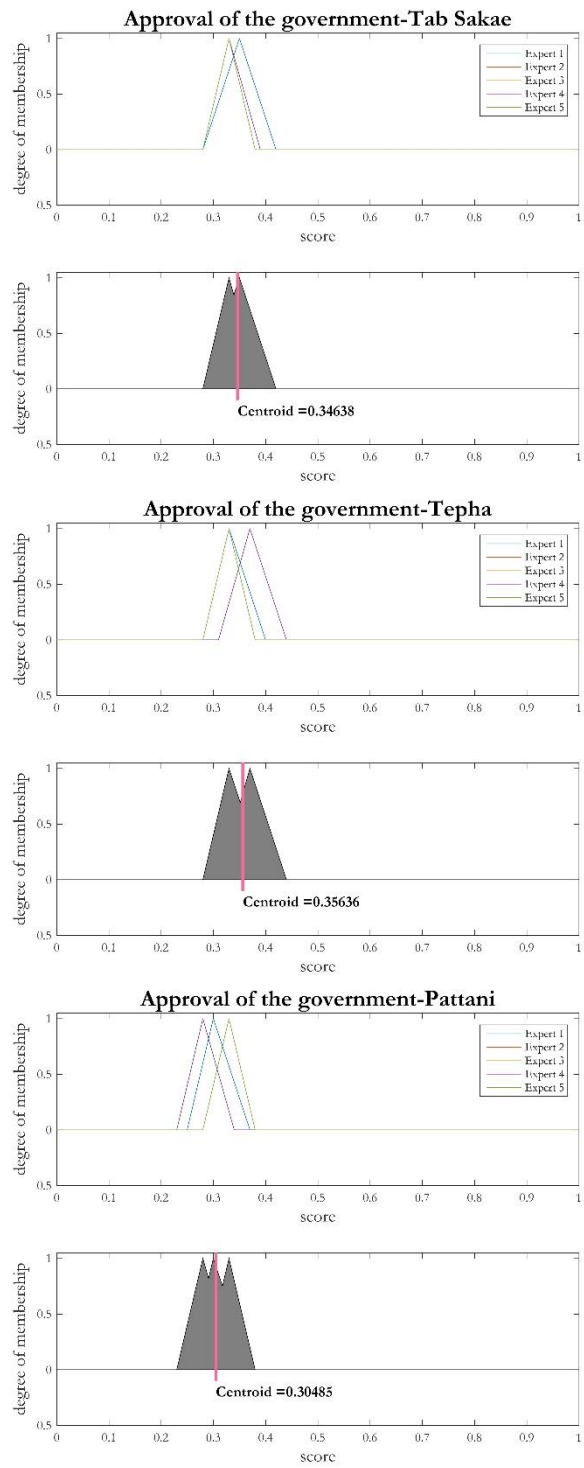 Approval of the government-Tab Sakae
degree of membership
1
0.5
0
0.5
Expert 1
Expert 2
Expert 3
Expert 4
Expert 5
0 0.1 0.2 0.3 0.4 0.5 0.6 0.7 0.8 0.9 1
score
degree of membership
1
0.5
0
0.5
Centroid =0.34638
0 0.1 0.2 0.3 0.4 0.5 0.6 0.7 0.8 0.9 1
score
Approval of the government-Tepha
degree of membership
1
0.5
0
0.5
Expert 1
Expert 2
Expert 3
Expert 4
Expert 5
0 0.1 0.2 0.3 0.4 0.5 0.6 0.7 0.8 0.9 1
score
degree of membership
1
0.5
0
0.5
Centroid =0.35636
0 0.1 0.2 0.3 0.4 0.5 0.6 0.7 0.8 0.9 1
score
Approval of the government-Pattani
degree of membership
1
0.5
0
0.5
Expert 1
Expert 2
Expert 3
Expert 4
Expert 5
0 0.1 0.2 0.3 0.4 0.5 0.6 0.7 0.8 0.9 1
score
degree of membership
1
0.5
0
0.5
Centroid =0.30485
0 0.1 0.2 0.3 0.4 0.5 0.6 0.7 0.8 0.9 1
score